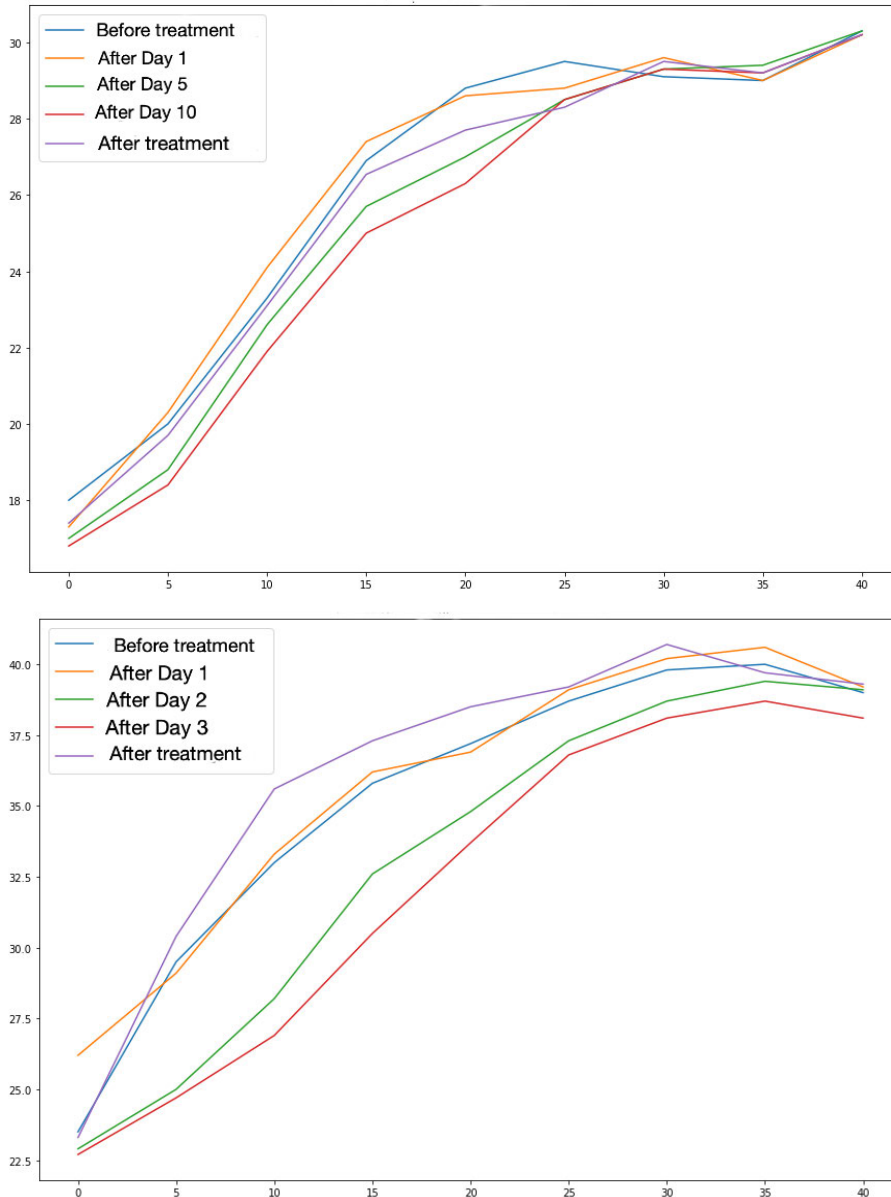 Before treatment
After Day 1
After Day 5
After Day 10
After treatment
30
28
26
24
22
20
18
0 5 10 15 20 25 30 35 40
Before treatment
After Day 1
After Day 2
After Day 3
After treatment
40.0
37.5
35.0
32.5
30.0
27.5
25.0
22.5
0 5 10 15 20 25 30 35 40